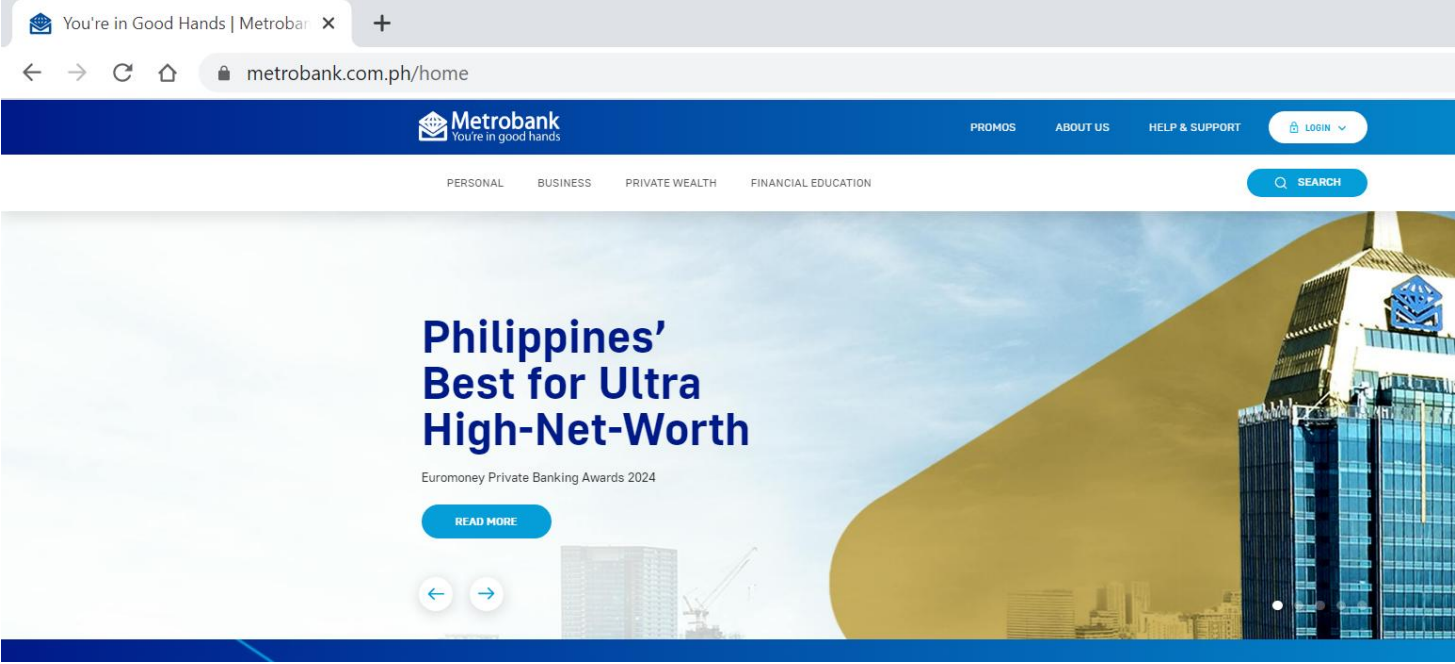 You're in Good Hands | Metroban
metrobank.com.ph/home
Metrobank
You're in good hands
PROMOS ABOUT US HELP & SUPPORT LOGIN
PERSONAL BUSINESS PRIVATE WEALTH FINANCIAL EDUCATION SEARCH
Philippines’
Best for Ultra
High-Net-Worth
Euromoney Private Banking Awards 2024
READ MORE